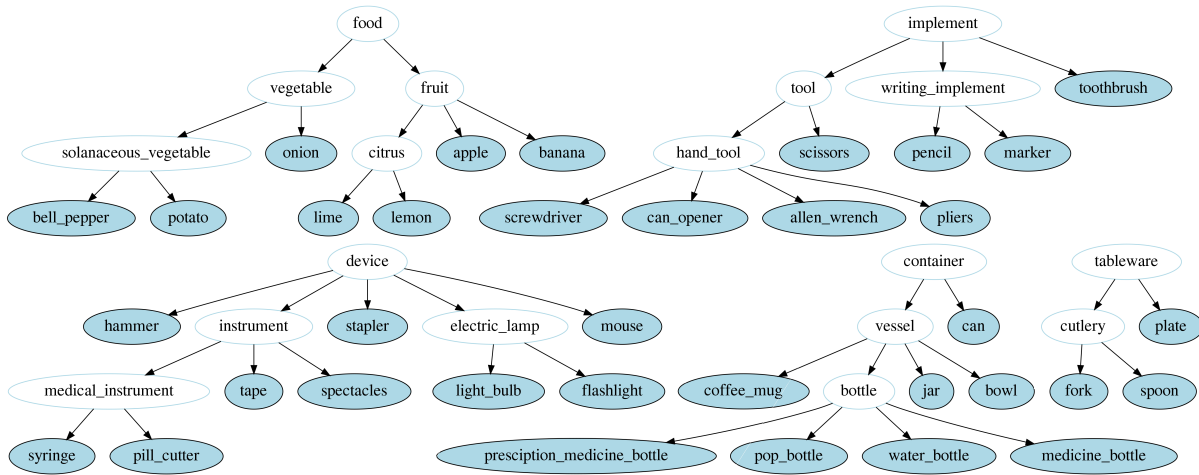 food
implement
vegetable
fruit
tool
writing_implement
toothbrush
solanaceous_vegetable
onion
citrus
apple
banana
hand_tool
scissors
pencil
marker
bell_pepper
potato
lime
lemon
screwdriver
can_opener
allen_wrench
pliers
device
container
tableware
hammer
instrument
stapler
electric_lamp
mouse
vessel
can
cutlery
plate
medical_instrument
tape
spectacles
light_bulb
flashlight
coffee_mug
bottle
jar
bowl
fork
spoon
syringe
pill_cutter
presciption_medicine_bottle
pop_bottle
water_bottle
medicine_bottle